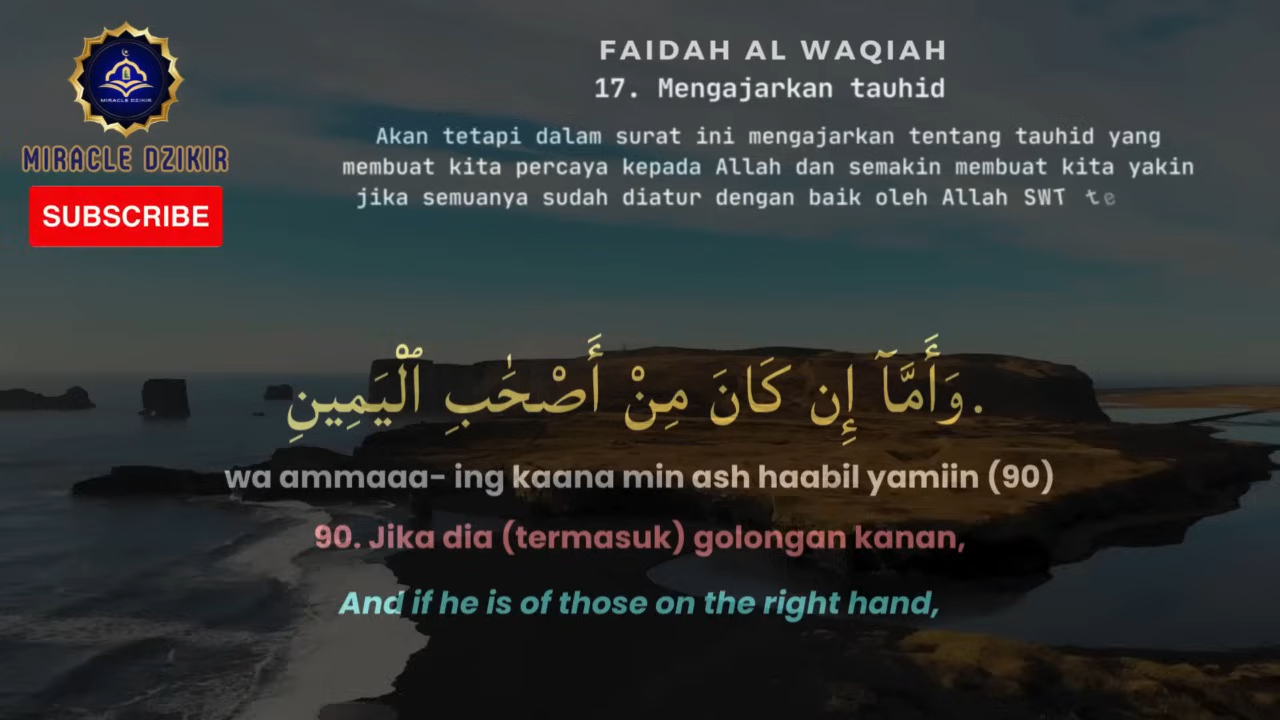 MIRACLE DZIKIR
MIRACLE DZIKIR
SUBSCRIBE
FAIDAH AL WAQIAH
17. Mengajarkan tauhid
Akan tetapi dalam surat ini mengajarkan tentang tauhid yang
membuat kita percaya kepada Allah dan semakin membuat kita yakin
jika semuanya sudah diatur dengan baik oleh Allah SWT te
.وَأَمَّآ إِن كَانَ مِنْ أَصْحَٰبِ ٱلْيَمِينِ
wa ammaaa- ing kaana min ash haabil yamiin (90)
90. Jika dia (termasuk) golongan kanan,
And if he is of those on the right hand,